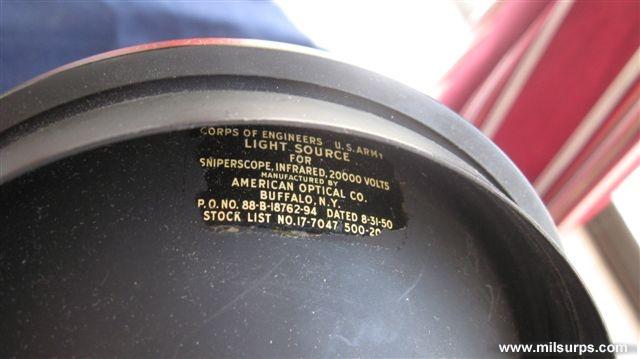 CORPS OF ENGINEERS U.S. ARMY
LIGHT SOURCE
FOR
SNIPERSCOPE, INFRARED, 20000 VOLTS
MANUFACTURED BY
AMERICAN OPTICAL CO.
BUFFALO, N.Y.
P.O. NO. 88-B-18762-94 DATED 8-31-50
STOCK LIST NO. 17-7047 500-20
www.milsurps.com